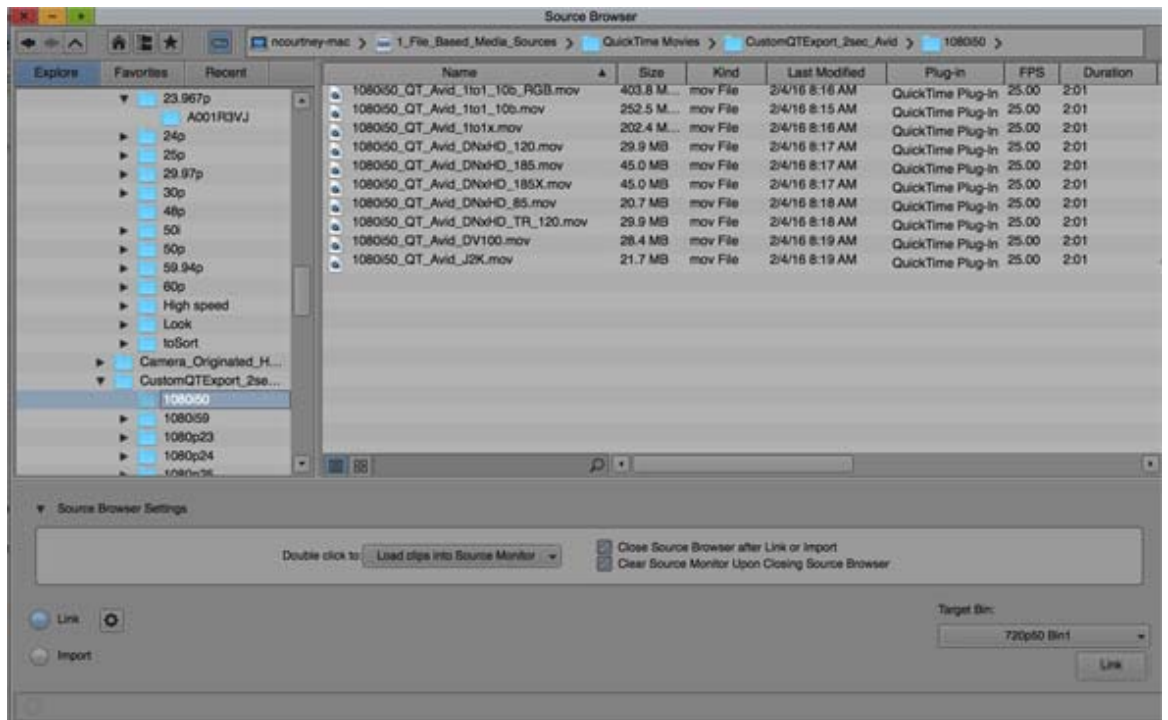 Source Browser
ncourtney-mac > 1_File_Based_Media_Sources > QuickTime Movies > CustomQTExport_2sec_Avid > 1080i50 >
Explore Favorites Recent
Name Size Kind Last Modified Plug-in FPS Duration
23.967p
A001R3VJ
24p
25p
29.97p
30p
48p
50i
50p
59.94p
60p
High speed
Look
toSort
Camera_Originated_H...
CustomQTExport_2se...
1080i50
1080i59
1080p23
1080p24
1080p25
1080i50_QT_Avid_1to1_10b_RGB.mov 403.8 M... mov File 2/4/16 8:16 AM QuickTime Plug-In 25.00 2:01
1080i50_QT_Avid_1to1_10b.mov 252.5 M... mov File 2/4/16 8:15 AM QuickTime Plug-In 25.00 2:01
1080i50_QT_Avid_1to1x.mov 202.4 M... mov File 2/4/16 8:16 AM QuickTime Plug-In 25.00 2:01
1080i50_QT_Avid_DNxHD_120.mov 29.9 MB mov File 2/4/16 8:17 AM QuickTime Plug-In 25.00 2:01
1080i50_QT_Avid_DNxHD_185.mov 45.0 MB mov File 2/4/16 8:17 AM QuickTime Plug-In 25.00 2:01
1080i50_QT_Avid_DNxHD_185X.mov 45.0 MB mov File 2/4/16 8:17 AM QuickTime Plug-In 25.00 2:01
1080i50_QT_Avid_DNxHD_85.mov 20.7 MB mov File 2/4/16 8:18 AM QuickTime Plug-In 25.00 2:01
1080i50_QT_Avid_DNxHD_TR_120.mov 29.9 MB mov File 2/4/16 8:18 AM QuickTime Plug-In 25.00 2:01
1080i50_QT_Avid_DV100.mov 28.4 MB mov File 2/4/16 8:19 AM QuickTime Plug-In 25.00 2:01
1080i50_QT_Avid_J2K.mov 21.7 MB mov File 2/4/16 8:19 AM QuickTime Plug-In 25.00 2:01
Source Browser Settings
Double click to: Load clips into Source Monitor
Close Source Browser after Link or Import
Clear Source Monitor Upon Closing Source Browser
Link
Import
Target Bin:
720p50 Bin1
Link